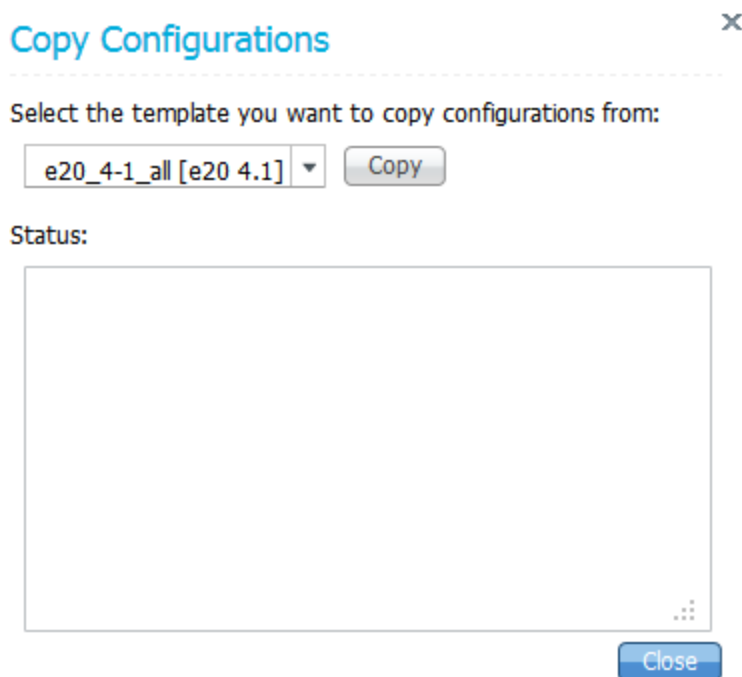 Copy Configurations
Select the template you want to copy configurations from:
e20_4-1_all [e20 4.1]
Copy
Status:
Close